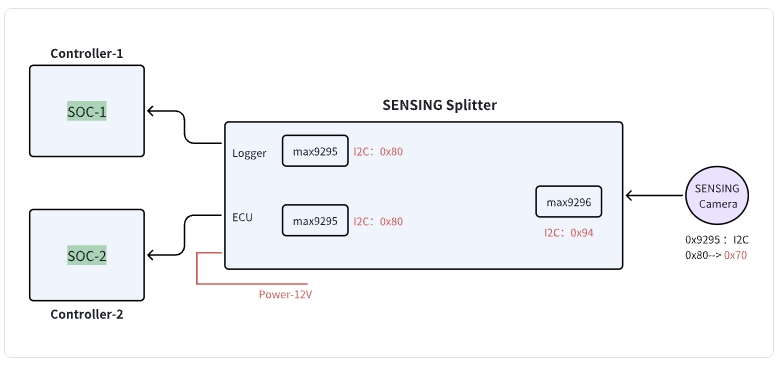 Controller-1
SOC-1
SENSING Splitter
Logger
max9295
I2C：0x80
ECU
max9295
I2C：0x80
max9296
I2C：0x94
SENSING
Camera
0x9295：I2C
0x80--> 0x70
SOC-2
Power-12V
Controller-2